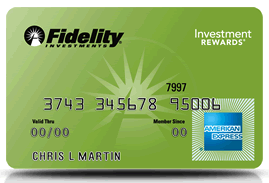 Fidelity
INVESTMENTS
Investment
REWARDS®
7997
3743 345678 95006
Valid Thru
Member Since
00/00
00
AMERICAN EXPRESS
CHRIS L MARTIN